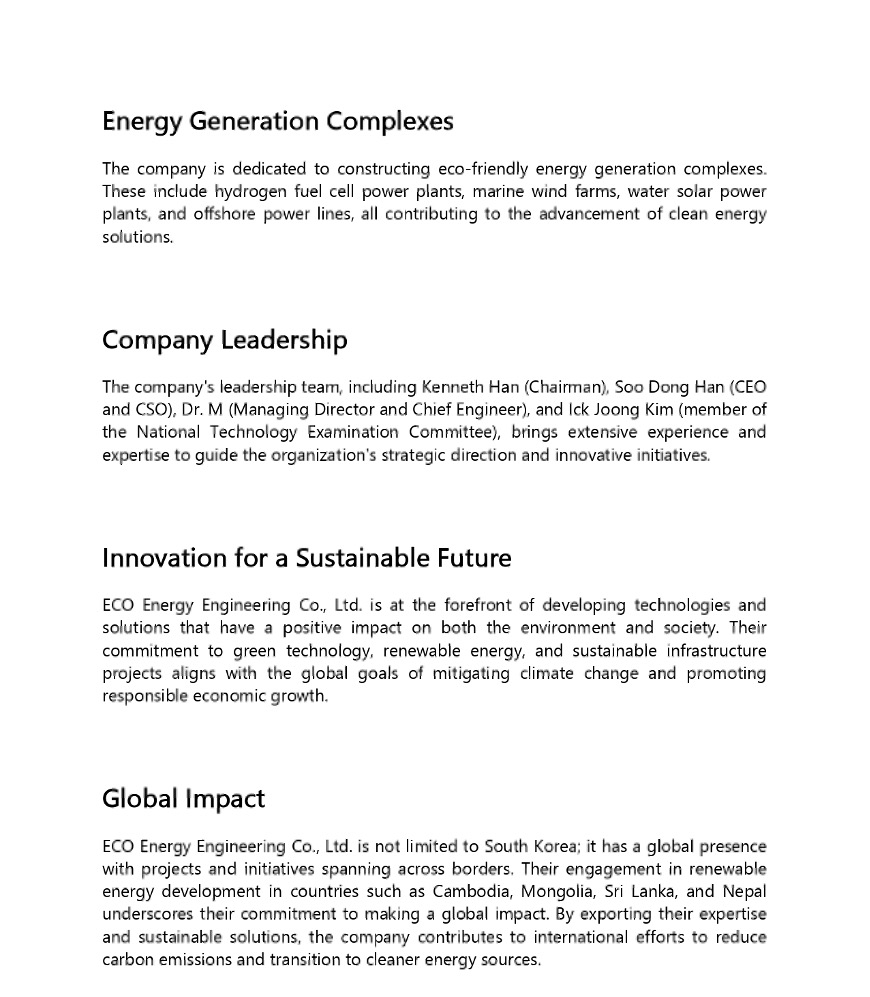 Energy Generation Complexes
The company is dedicated to constructing eco-friendly energy generation complexes.
These include hydrogen fuel cell power plants, marine wind farms, water solar power
plants, and offshore power lines, all contributing to the advancement of clean energy
solutions.
Company Leadership
The company's leadership team, including Kenneth Han (Chairman), Soo Dong Han (CEO
and CSO), Dr. M (Managing Director and Chief Engineer), and Ick Joong Kim (member of
the National Technology Examination Committee), brings extensive experience and
expertise to guide the organization's strategic direction and innovative initiatives.
Innovation for a Sustainable Future
ECO Energy Engineering Co., Ltd. is at the forefront of developing technologies and
solutions that have a positive impact on both the environment and society. Their
commitment to green technology, renewable energy, and sustainable infrastructure
projects aligns with the global goals of mitigating climate change and promoting
responsible economic growth.
Global Impact
ECO Energy Engineering Co., Ltd. is not limited to South Korea; it has a global presence
with projects and initiatives spanning across borders. Their engagement in renewable
energy development in countries such as Cambodia, Mongolia, Sri Lanka, and Nepal
underscores their commitment to making a global impact. By exporting their expertise
and sustainable solutions, the company contributes to international efforts to reduce
carbon emissions and transition to cleaner energy sources.